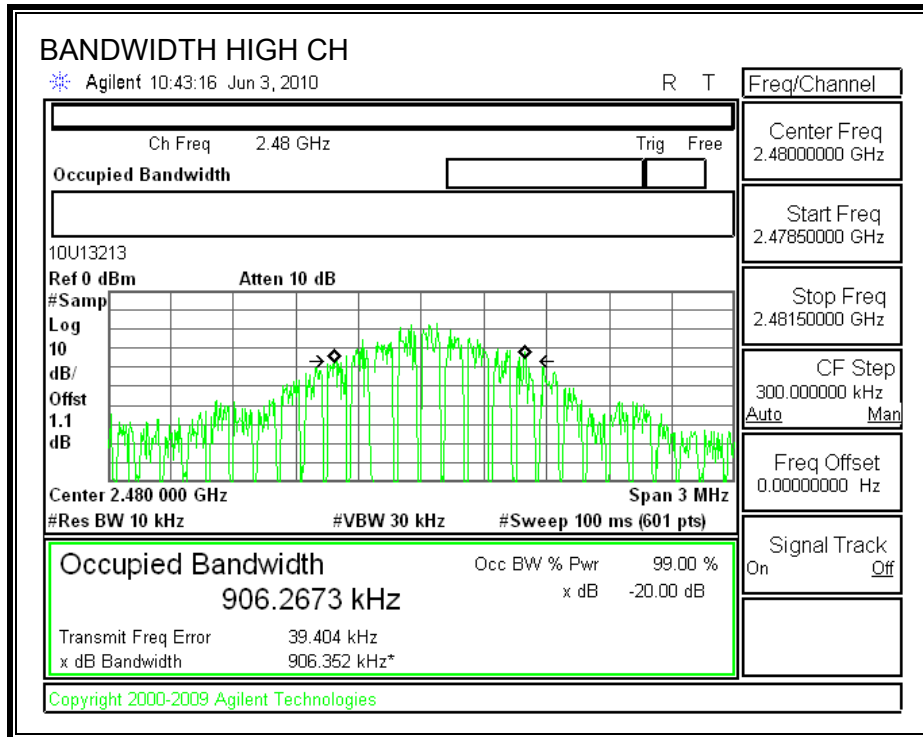 BANDWIDTH HIGH CH
Agilent 10:43:16 Jun 3, 2010 R T
Freq/Channel
Ch Freq 2.48 GHz Trig Free
Occupied Bandwidth
10U13213
Ref 0 dBm Atten 10 dB
#Samp
Log
10
dB/
Offst
1.1
dB
Center 2.480 000 GHz Span 3 MHz
#Res BW 10 kHz #VBW 30 kHz #Sweep 100 ms (601 pts)
Occupied Bandwidth
906.2673 kHz
Occ BW % Pwr 99.00 %
x dB -20.00 dB
Transmit Freq Error 39.404 kHz
x dB Bandwidth 906.352 kHz*
Copyright 2000-2009 Agilent Technologies
Center Freq
2.48000000 GHz
Start Freq
2.47850000 GHz
Stop Freq
2.48150000 GHz
CF Step
300.000000 kHz
Auto Man
Freq Offset
0.00000000 Hz
Signal Track
On Off